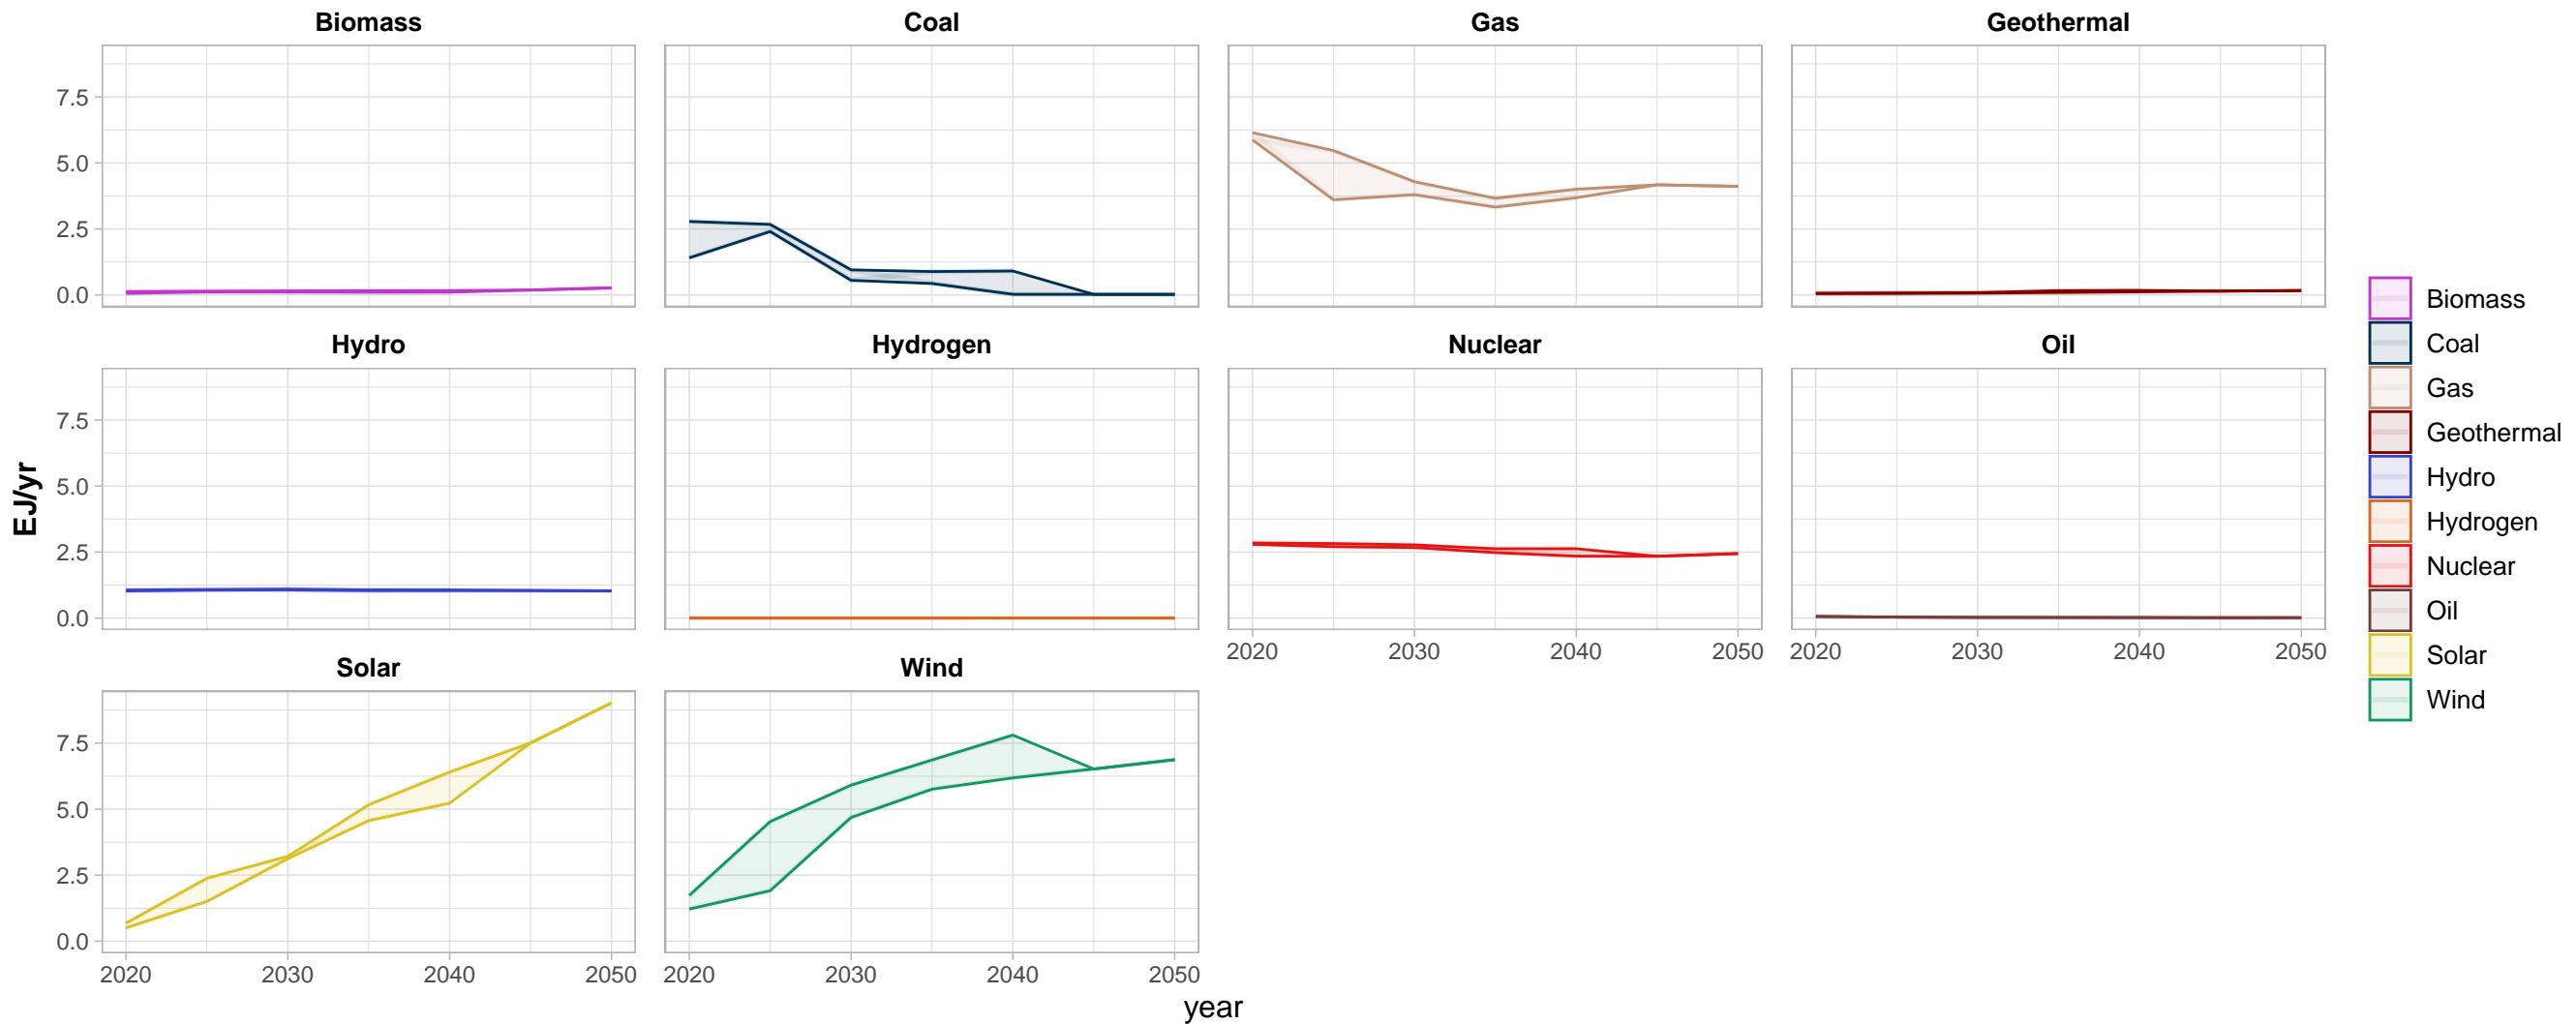 Biomass
Coal
Gas
Geothermal
7.5
5.0
2.5
0.0
Hydro
Hydrogen
Nuclear
Oil
7.5
5.0
2.5
0.0
2020 2030 2040 2050
2020 2030 2040 2050
Solar
Wind
7.5
5.0
2.5
0.0
2020 2030 2040 2050
2020 2030 2040 2050
year
EJ/yr
Biomass
Coal
Gas
Geothermal
Hydro
Hydrogen
Nuclear
Oil
Solar
Wind